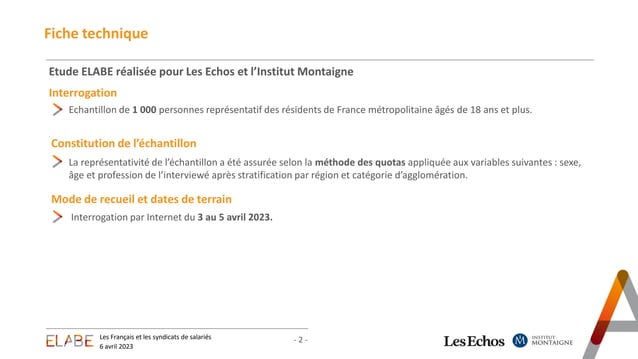 Fiche technique
Etude ELABE réalisée pour Les Echos et l’Institut Montaigne
Interrogation
Echantillon de 1 000 personnes représentatif des résidents de France métropolitaine âgés de 18 ans et plus.
Constitution de l’échantillon
La représentativité de l’échantillon a été assurée selon la méthode des quotas appliquée aux variables suivantes : sexe,
âge et profession de l’interviewé après stratification par région et catégorie d’agglomération.
Mode de recueil et dates de terrain
Interrogation par Internet du 3 au 5 avril 2023.
ELABE
Les Français et les syndicats de salariés
6 avril 2023
- 2 -
Les Echos
M
INSTITUT
MONTAIGNE